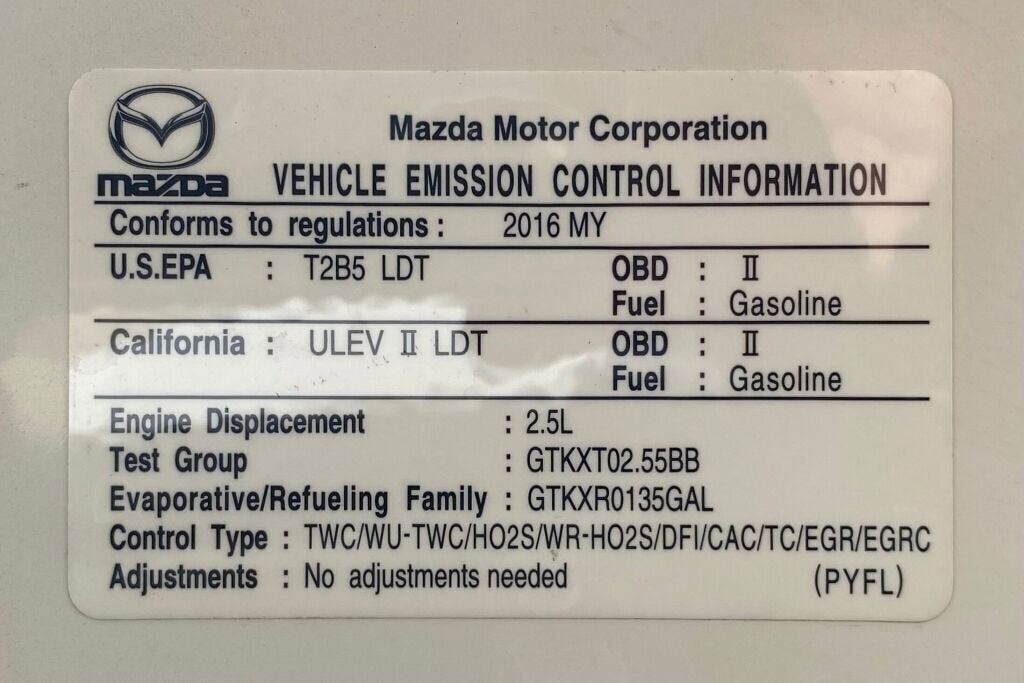 Mazda Motor Corporation
mazDa VEHICLE EMISSION CONTROL INFORMATION
Conforms to regulations : 2016 MY
U.S.EPA : T2B5 LDT OBD : II
Fuel : Gasoline
California : ULEV II LDT OBD : II
Fuel : Gasoline
Engine Displacement : 2.5L
Test Group : GTKXT02.55BB
Evaporative/Refueling Family : GTKXR0135GAL
Control Type : TWC/WU-TWC/HO2S/WR-HO2S/DFI/CAC/TC/EGR/EGRC
Adjustments : No adjustments needed (PYFL)